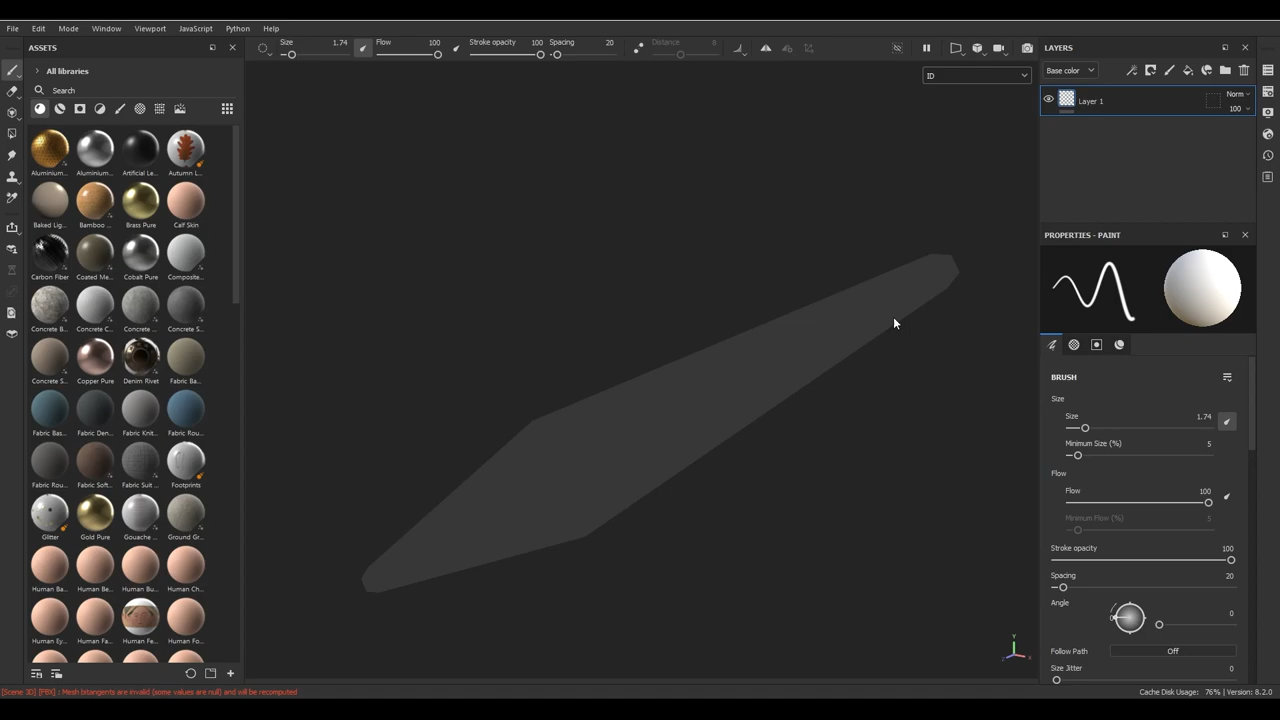 File Edit Mode Window Viewport JavaScript Python Help
ASSETS
All libraries
Search
Aluminium... Aluminium... Artificial Le... Autumn L...
Baked Lig... Bamboo ... Brass Pure Calf Skin
Carbon Fiber Coated Me... Cobalt Pure Composite...
Concrete B... Concrete C... Concrete ... Concrete S...
Concrete S... Copper Pure Denim Rivet Fabric Ba...
Fabric Bas... Fabric Den... Fabric Knit... Fabric Rou...
Fabric Rou... Fabric Soft... Fabric Suit ... Footprints
Glitter Gold Pure Gouache ... Ground Gr...
Human Ba... Human Be... Human Bu... Human Ch...
Human Ey... Human Fa... Human Fe... Human Fo...
Size 1.74 Flow 100 Stroke opacity 100 Spacing 20 Distance 8
ID
Y
LAYERS
Base color
Layer 1
Norm
100
PROPERTIES - PAINT
BRUSH
Size
Size 1.74
Minimum Size (%) 5
Flow
Flow 100
Minimum Flow (%) 5
Stroke opacity 100
Spacing 20
Angle 0
Follow Path Off
Size Jitter 0
[Scene 3D] [FBX] : Mesh bitangents are invalid (some values are null) and will be recomputed
Cache Disk Usage: 76% | Version: 8.2.0